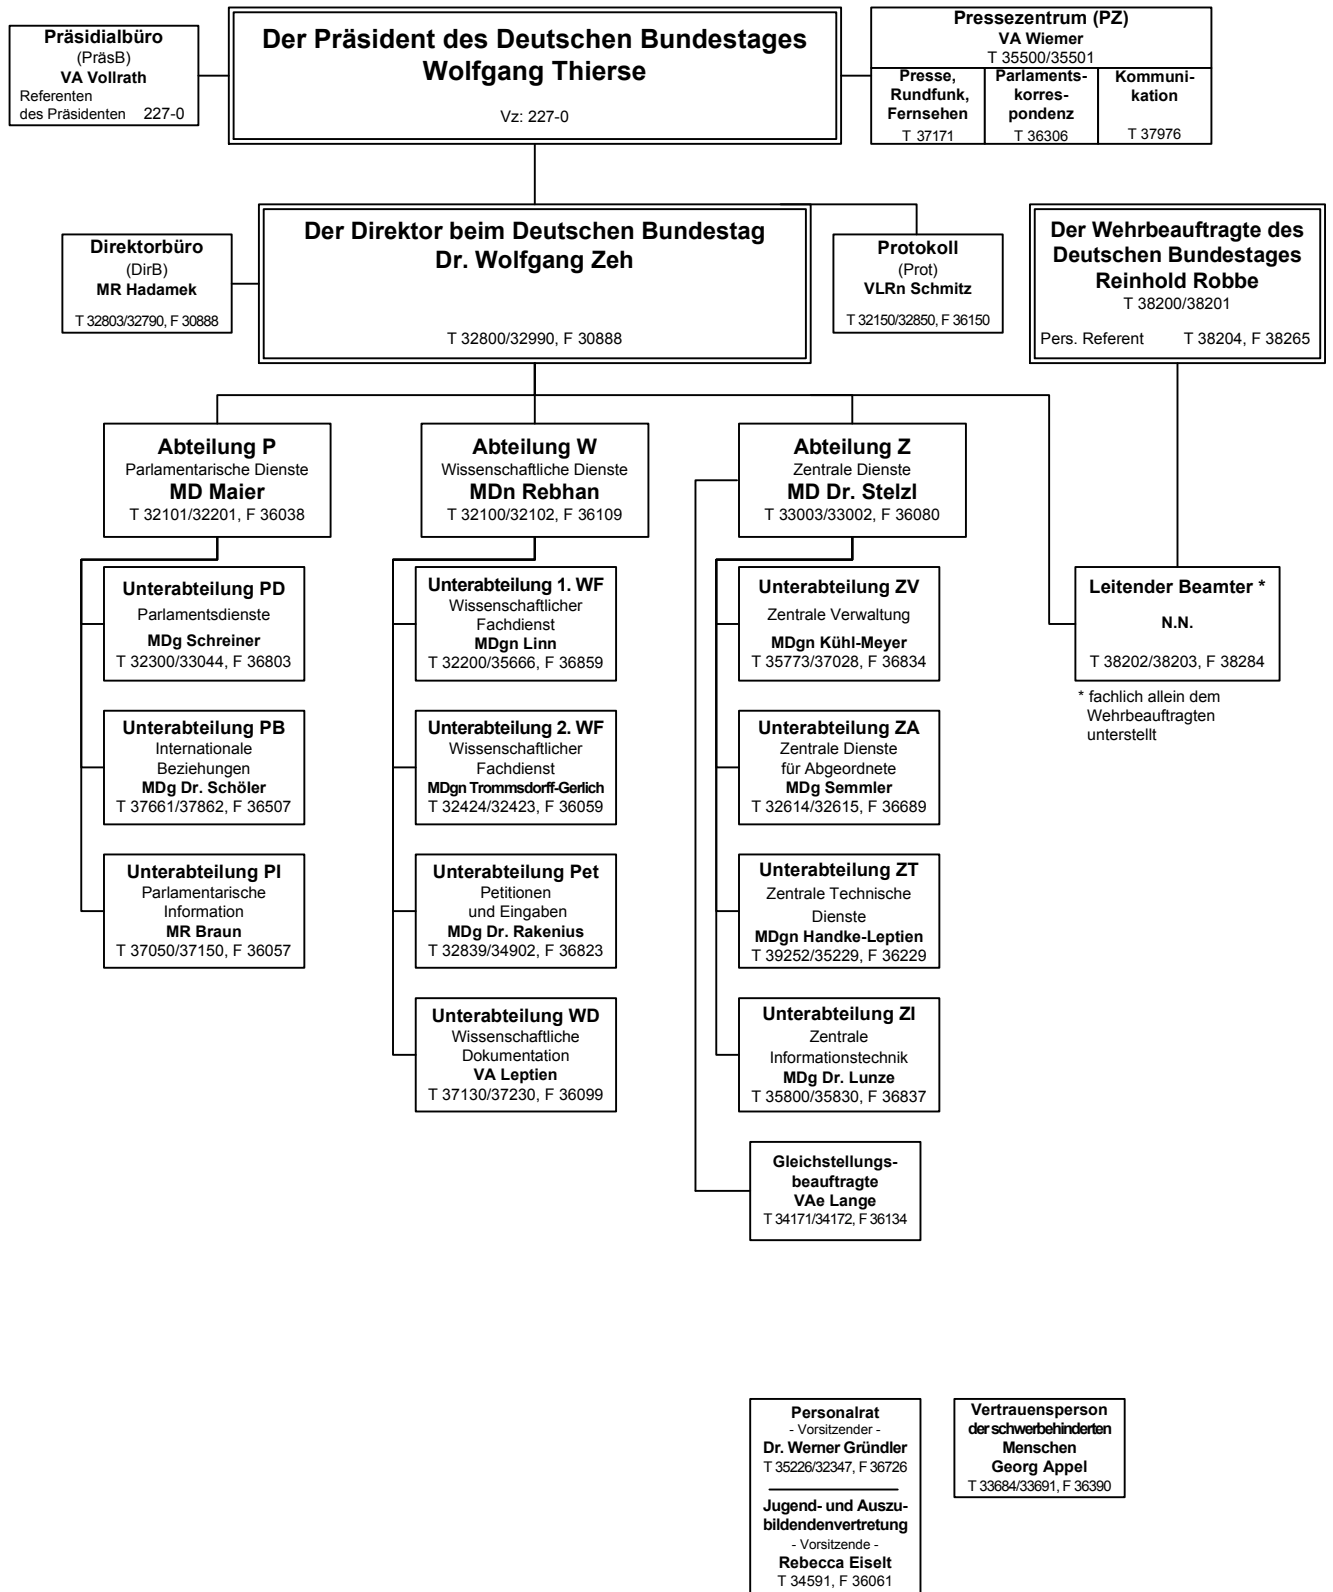 Präsidialbüro
(PräsB)
VA Vollrath
Referenten
des Präsidenten 227-0
Der Präsident des Deutschen Bundestages
Wolfgang Thierse
Vz: 227-0
Pressezentrum (PZ)
VA Wiemer
T 35500/35501
Presse,
Rundfunk,
Fernsehen
T 37171
Parlaments-
korres-
pondenz
T 36306
Kommuni-
kation
T 37976
Direktorbüro
(DirB)
MR Hadamek
T 32803/32790, F 30888
Der Direktor beim Deutschen Bundestag
Dr. Wolfgang Zeh
T 32800/32990, F 30888
Protokoll
(Prot)
VLRn Schmitz
T 32150/32850, F 36150
Der Wehrbeauftragte des
Deutschen Bundestages
Reinhold Robbe
T 38200/38201
Pers. Referent T 38204, F 38265
Abteilung P
Parlamentarische Dienste
MD Maier
T 32101/32201, F 36038
Abteilung W
Wissenschaftliche Dienste
MDn Rebhan
T 32100/32102, F 36109
Abteilung Z
Zentrale Dienste
MD Dr. Stelzl
T 33003/33002, F 36080
Unterabteilung PD
Parlamentsdienste
MDg Schreiner
T 32300/33044, F 36803
Unterabteilung 1. WF
Wissenschaftlicher
Fachdienst
MDgn Linn
T 32200/35666, F 36859
Unterabteilung ZV
Zentrale Verwaltung
MDgn Kühl-Meyer
T 35773/37028, F 36834
Leitender Beamter *
N.N.
T 38202/38203, F 38284
* fachlich allein dem
Wehrbeauftragten
unterstellt
Unterabteilung PB
Internationale
Beziehungen
MDg Dr. Schöler
T 37661/37862, F 36507
Unterabteilung 2. WF
Wissenschaftlicher
Fachdienst
MDgn Trommsdorff-Gerlich
T 32424/32423, F 36059
Unterabteilung ZA
Zentrale Dienste
für Abgeordnete
MDg Semmler
T 32614/32615, F 36689
Unterabteilung PI
Parlamentarische
Information
MR Braun
T 37050/37150, F 36057
Unterabteilung Pet
Petitionen
und Eingaben
MDg Dr. Rakenius
T 32839/34902, F 36823
Unterabteilung ZT
Zentrale Technische
Dienste
MDgn Handke-Leptien
T 39252/35229, F 36229
Unterabteilung WD
Wissenschaftliche
Dokumentation
VA Leptien
T 37130/37230, F 36099
Unterabteilung ZI
Zentrale
Informationstechnik
MDg Dr. Lunze
T 35800/35830, F 36837
Gleichstellungs-
beauftragte
VAe Lange
T 34171/34172, F 36134
Personalrat
- Vorsitzender -
Dr. Werner Gründler
T 35226/32347, F 36726
Jugend- und Auszu-
bildendenvertretung
- Vorsitzende -
Rebecca Eiselt
T 34591, F 36061
Vertrauensperson
der schwerbehinderten
Menschen
Georg Appel
T 33684/33691, F 36390